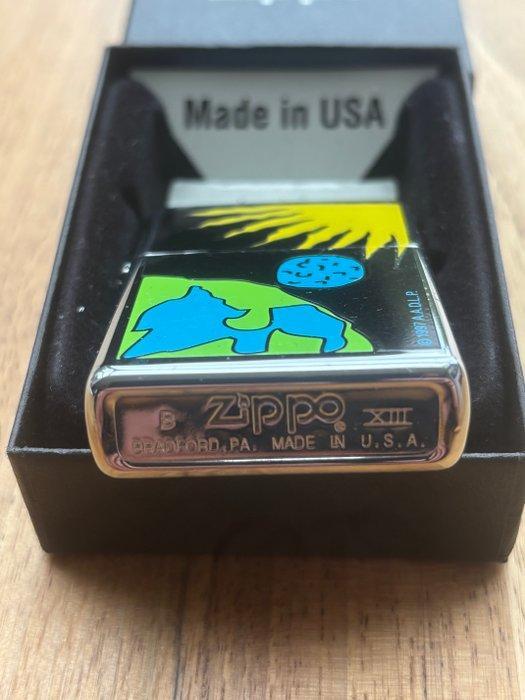 Made in USA
© 1997 A.A.D.L.P.
B Zippo® XIII
BRADFORD, PA. MADE IN U.S.A.